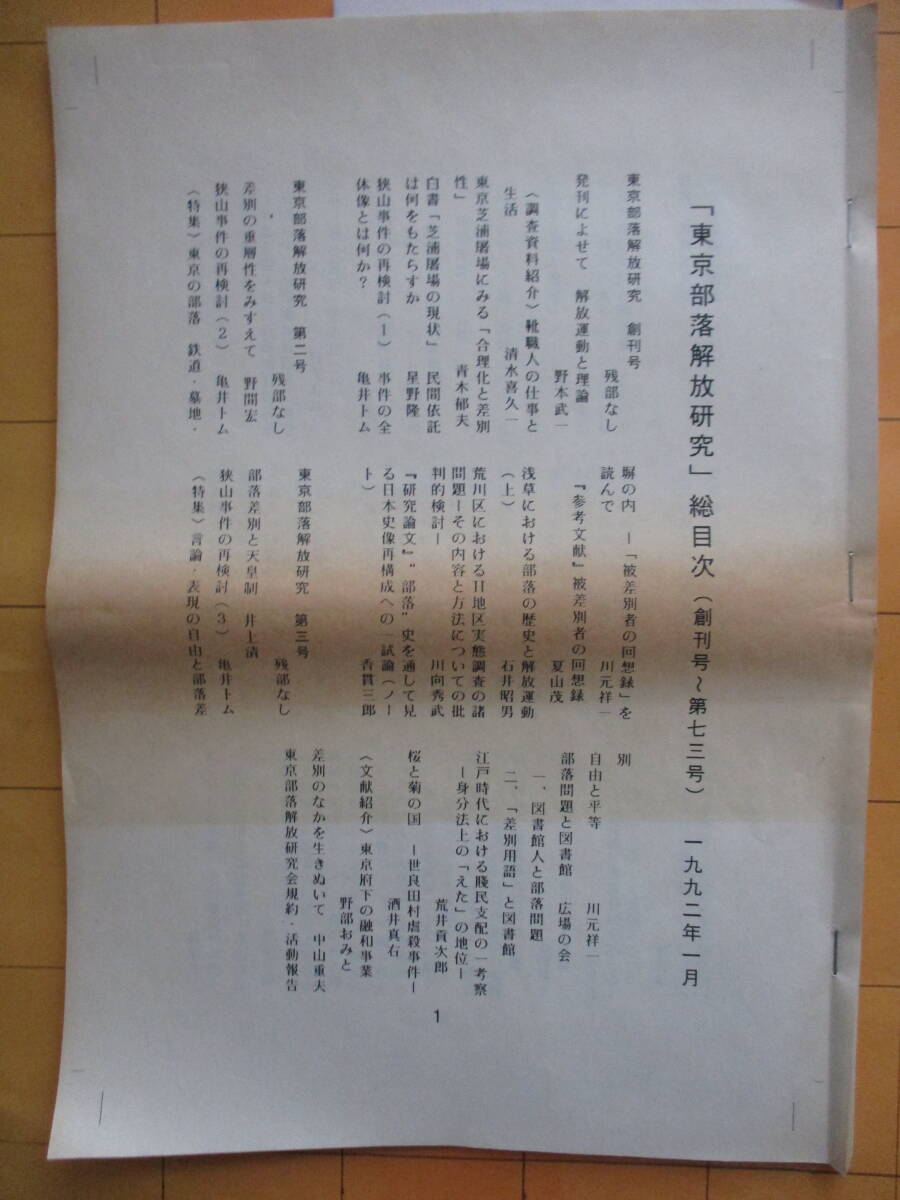 「東京部落解放研究」総目次（創刊号～第七三号）　一九九二年一月
東京部落解放研究　創刊号
残部なし
発刊によせて　解放運動と理論
野本武一
〈調査資料紹介〉靴職人の仕事と
生活　清水喜久一
東京芝浦屠場にみる「合理化と差別
性」　青木郁夫
白書「芝浦屠場の現状」　民間依託
は何をもたらすか　星野隆
狭山事件の再検討（１）　事件の全
体像とは何か？　亀井トム
東京部落解放研究　第二号
残部なし
差別の重層性をみすえて　野間宏
狭山事件の再検討（２）　亀井トム
〈特集〉東京の部落　鉄道・墓地・
塀の内　―「被差別者の回想録」を
読んで　川元祥一
『参考文献』被差別者の回想録
夏山茂
浅草における部落の歴史と解放運動
（上）　石井昭男
荒川区におけるＨ地区実態調査の諸
問題―その内容と方法についての批
判的検討―　川向秀武
『研究論文』“部落”史を通して見
る日本史像再構成への一試論（ノー
ト）　香貫三郎
東京部落解放研究　第三号
残部なし
部落差別と天皇制　井上清
狭山事件の再検討（３）　亀井トム
〈特集〉言論・表現の自由と部落差
別
自由と平等　川元祥一
部落問題と図書館　広場の会
一、図書館人と部落問題
二、「差別用語」と図書館
江戸時代における賤民支配の一考察
―身分法上の「えた」の地位―
荒井貢次郎
桜と菊の国　―世良田村虐殺事件―
酒井真右
〈文献紹介〉東京府下の融和事業
野部おみと
差別のなかを生きぬいて　中山重夫
東京部落解放研究会規約・活動報告
1